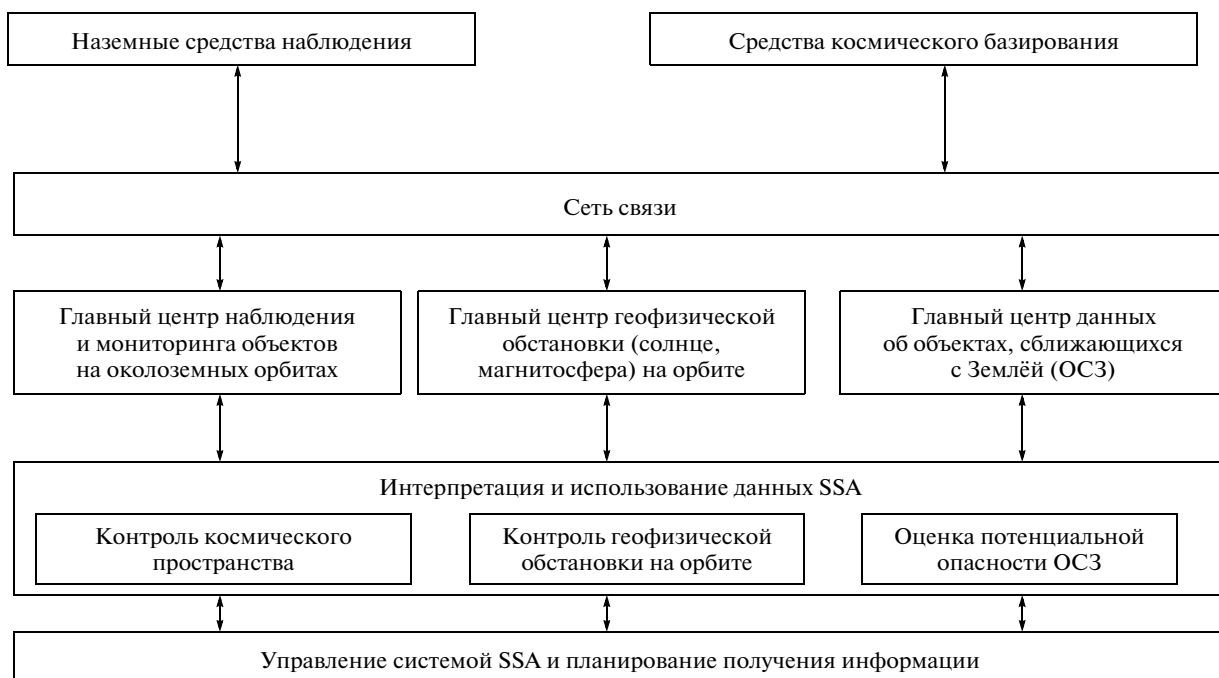 Наземные средства наблюдения
Средства космического базирования
Сеть связи
Главный центр наблюдения
и мониторинга объектов
на околоземных орбитах
Главный центр геофизической
обстановки (солнце,
магнитосфера) на орбите
Главный центр данных
об объектах, сближающихся
с Землёй (ОСЗ)
Интерпретация и использование данных SSA
Контроль космического
пространства
Контроль геофизической
обстановки на орбите
Оценка потенциальной
опасности ОСЗ
Управление системой SSA и планирование получения информации